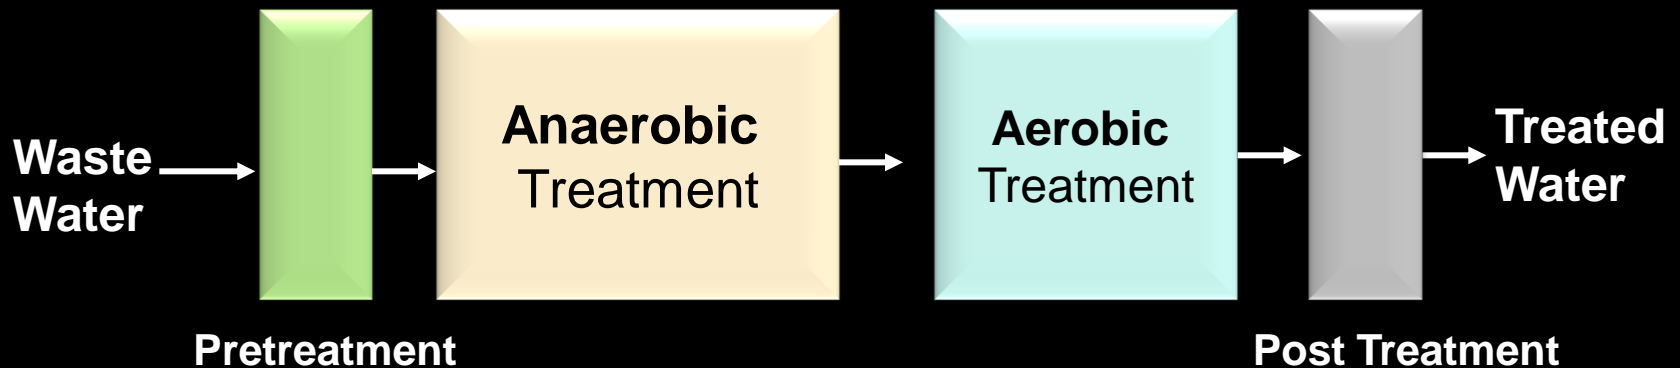 Waste
Water
Pretreatment
Anaerobic
Treatment
Aerobic
Treatment
Post Treatment
Treated
Water